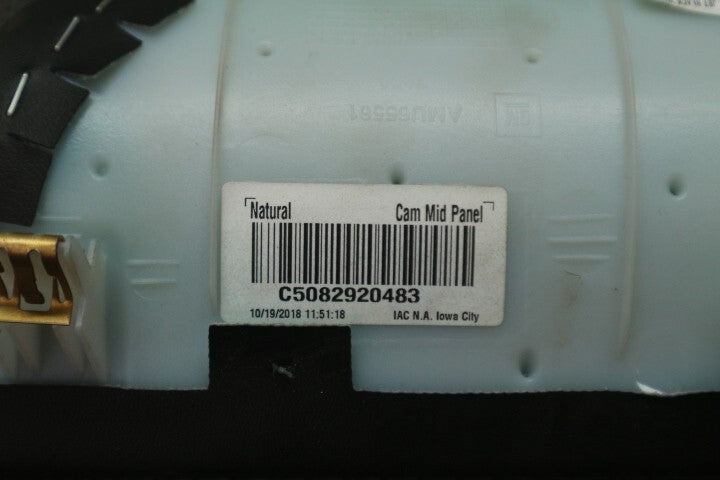 Natural Cam Mid Panel
C5082920483
10/19/2018 11:51:18 IAC N.A. Iowa City